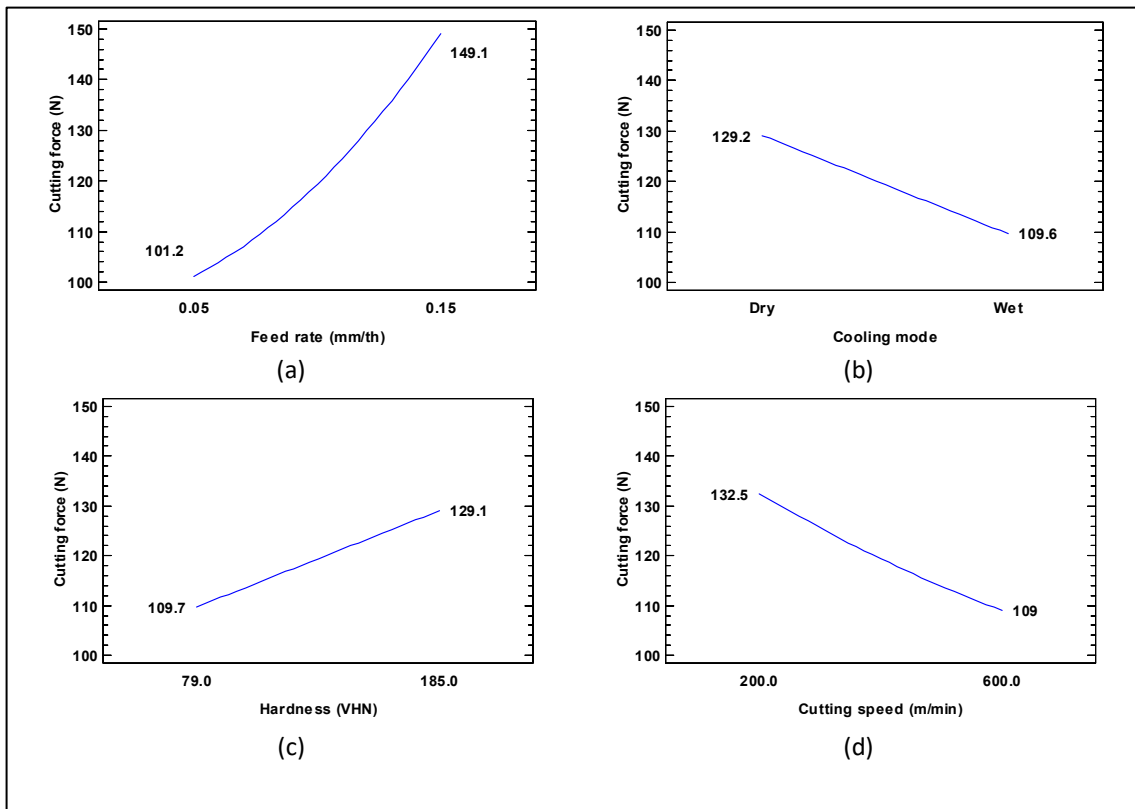 150
140
130
120
110
100
Cutting force (N)
101.2
149.1
0.05
0.15
Feed rate (mm/th)
(a)
150
140
130
120
110
100
Cutting force (N)
129.2
109.6
Dry
Wet
Cooling mode
(b)
150
140
130
120
110
100
Cutting force (N)
109.7
129.1
79.0
185.0
Hardness (VHN)
(c)
150
140
130
120
110
100
Cutting force (N)
132.5
109
200.0
600.0
Cutting speed (m/min)
(d)